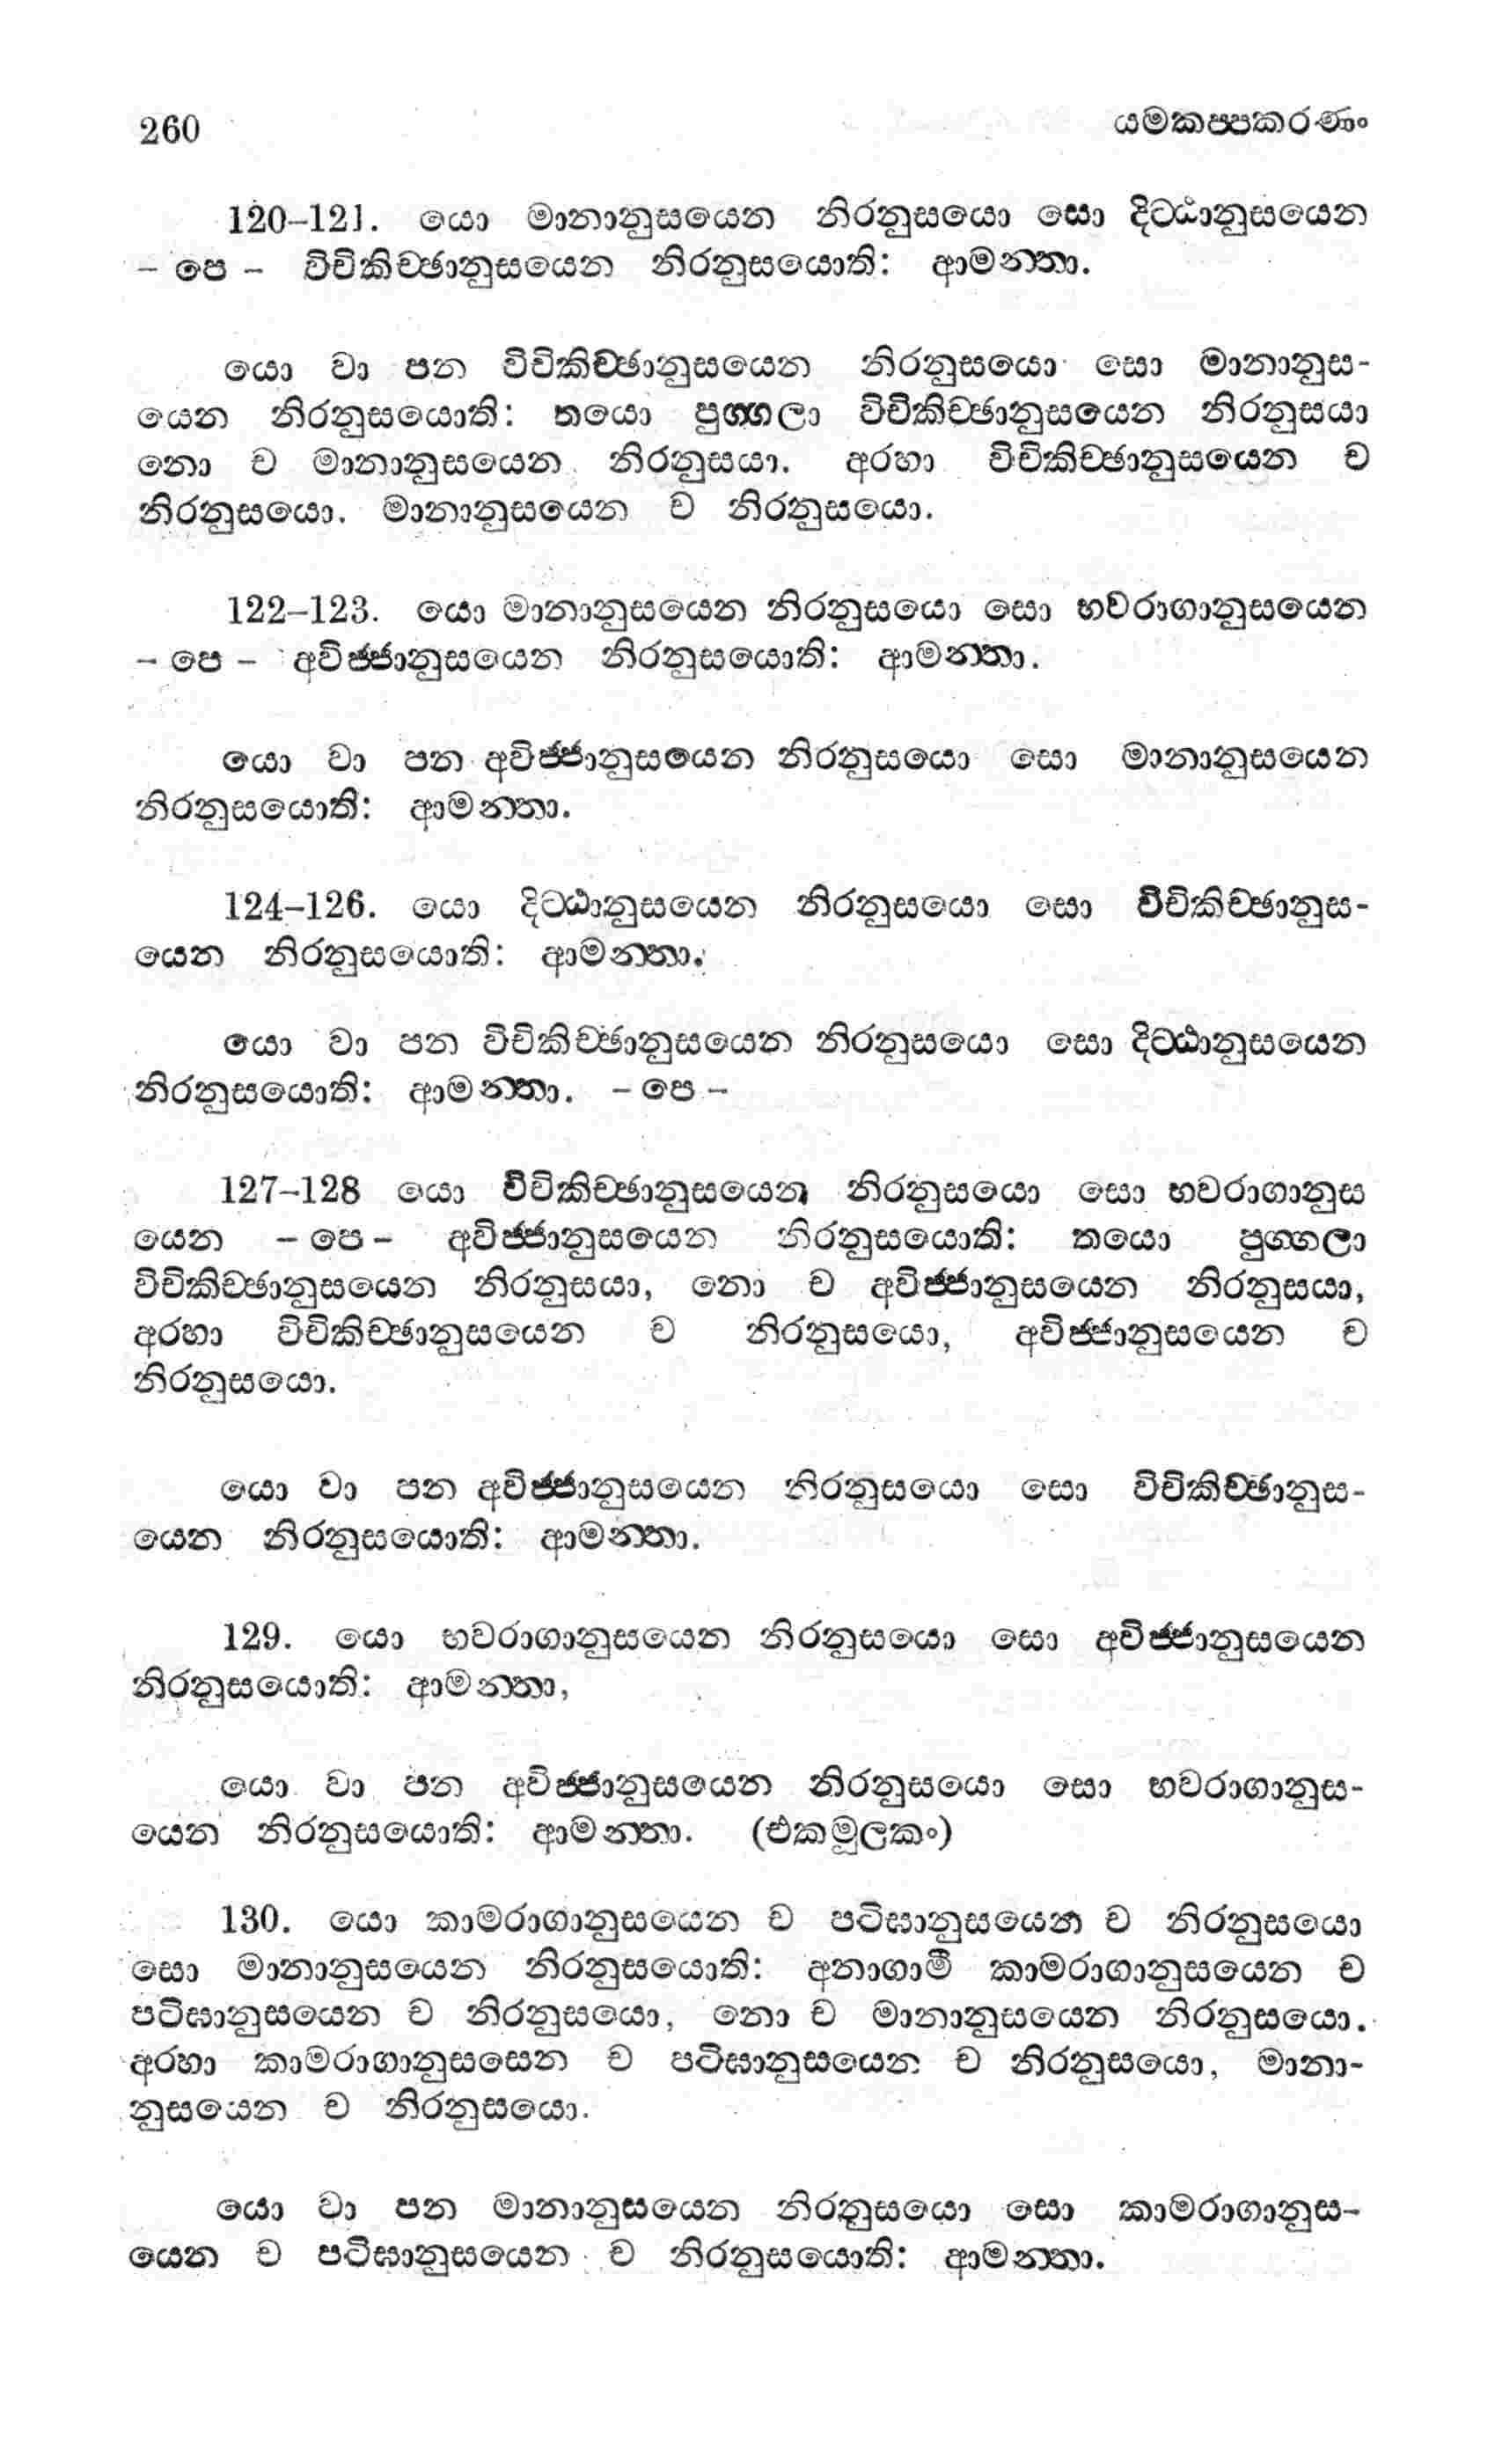 260 යමකප්පකරණං
120–121. යො මානානුසයෙන නිරනුසයො සො දිට්ඨානුසයෙන
– පෙ – විචිකිච්ඡානුසයෙන නිරනුසයොති: ආමන්තා.
යො වා පන විචිකිච්ඡානුසයෙන නිරනුසයො සො මානානුස-
යෙන නිරනුසයොති: තයො පුග්ගලා විචිකිච්ඡානුසයෙන නිරනුසයා
නො ච මානානුසයෙන නිරනුසයා. අරහා විචිකිච්ඡානුසයෙන ච
නිරනුසයො. මානානුසයෙන ච නිරනුසයො.
122–123. යො මානානුසයෙන නිරනුසයො සො භවරාගානුසයෙන
– පෙ – අවිජ්ජානුසයෙන නිරනුසයොති: ආමන්තා.
යො වා පන අවිජ්ජානුසයෙන නිරනුසයො සො මානානුසයෙන
නිරනුසයොති: ආමන්තා.
124–126. යො දිට්ඨානුසයෙන නිරනුසයො සො විචිකිච්ඡානුස-
යෙන නිරනුසයොති: ආමන්තා.
යො වා පන විචිකිච්ඡානුසයෙන නිරනුසයො සො දිට්ඨානුසයෙන
නිරනුසයොති: ආමන්තා. – පෙ –
127–128 යො විචිකිච්ඡානුසයෙන නිරනුසයො සො භවරාගානුස
යෙන – පෙ – අවිජ්ජානුසයෙන නිරනුසයොති: තයො පුග්ගලා
විචිකිච්ඡානුසයෙන නිරනුසයා, නො ච අවිජ්ජානුසයෙන නිරනුසයා,
අරහා විචිකිච්ඡානුසයෙන ච නිරනුසයො, අවිජ්ජානුසයෙන ච
නිරනුසයො.
යො වා පන අවිජ්ජානුසයෙන නිරනුසයො සො විචිකිච්ඡානුස-
යෙන නිරනුසයොති: ආමන්තා.
129. යො භවරාගානුසයෙන නිරනුසයො සො අවිජ්ජානුසයෙන
නිරනුසයොති: ආමන්තා,
යො වා පන අවිජ්ජානුසයෙන නිරනුසයො සො භවරාගානුස-
යෙන නිරනුසයොති: ආමන්තා. (එකමූලකං)
130. යො කාමරාගානුසයෙන ච පටිඝානුසයෙන ච නිරනුසයො
සො මානානුසයෙන නිරනුසයොති: අනාගාමී කාමරාගානුසයෙන ච
පටිඝානුසයෙන ච නිරනුසයො, නො ච මානානුසයෙන නිරනුසයො.
අරහා කාමරාගානුසසෙන ච පටිඝානුසයෙන ච නිරනුසයො, මානා-
නුසයෙන ච නිරනුසයො.
යො වා පන මානානුසයෙන නිරනුසයො සො කාමරාගානුස-
යෙන ච පටිඝානුසයෙන ච නිරනුසයොති: ආමන්තා.